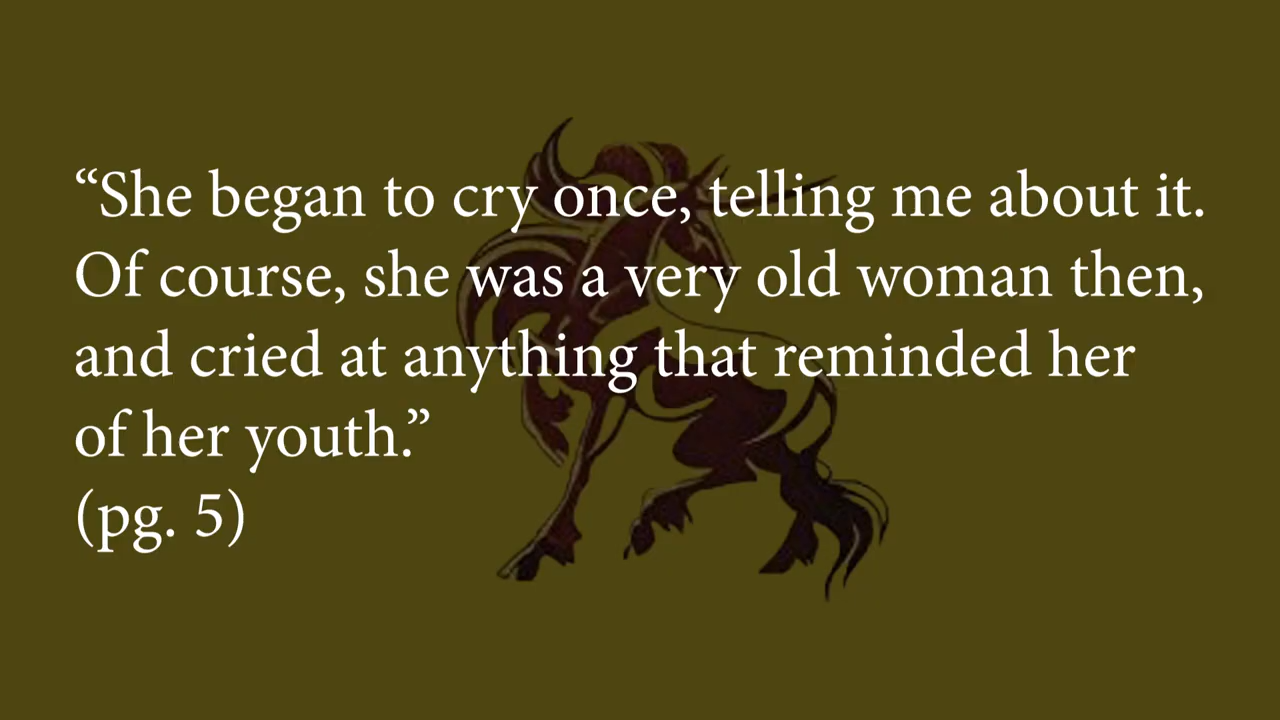 “She began to cry once, telling me about it.
Of course, she was a very old woman then,
and cried at anything that reminded her
of her youth.”
(pg. 5)